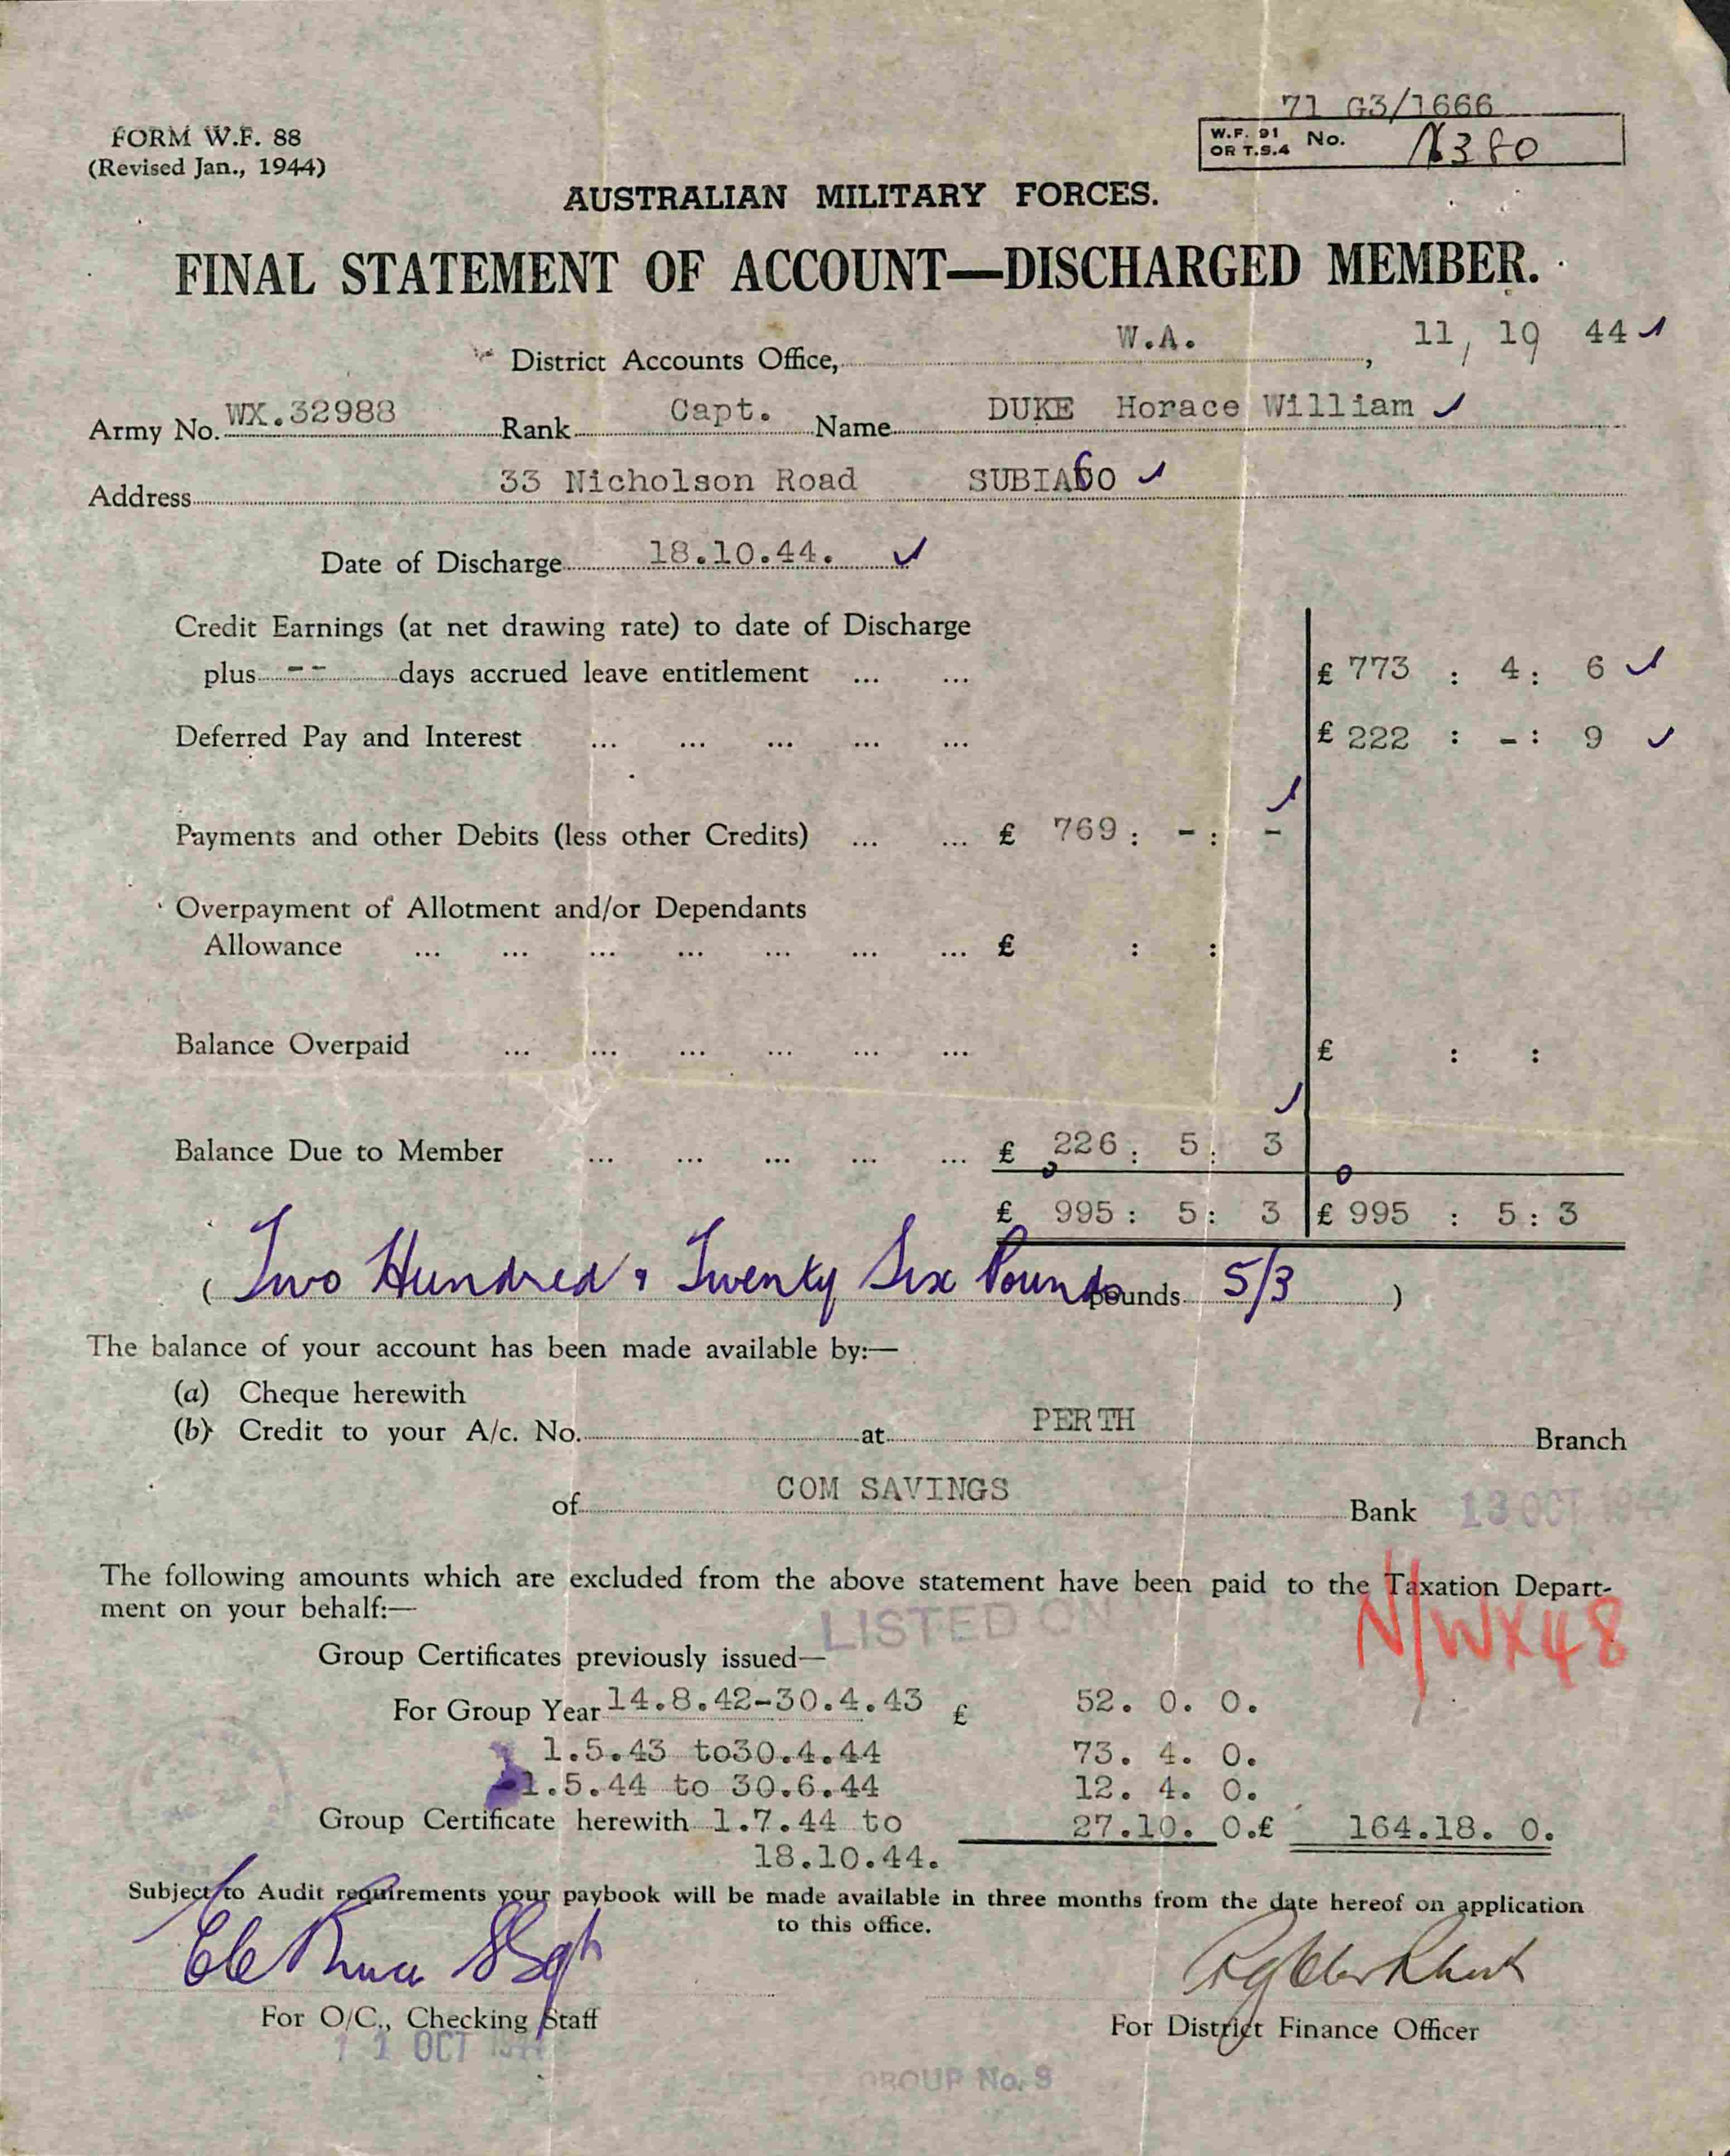 71 G3/1666
FORM W.F. 88
(Revised Jan., 1944)
W.F. 91
OR T.S.4 No. 380
AUSTRALIAN MILITARY FORCES.
FINAL STATEMENT OF ACCOUNT—DISCHARGED MEMBER.
District Accounts Office, W.A. , 11, 10 44
Army No. WX.32988 Rank Capt. Name DUKE Horace William
Address 33 Nicholson Road SUBIACO
Date of Discharge 18.10.44.
Credit Earnings (at net drawing rate) to date of Discharge
plus -- days accrued leave entitlement ... ... £ 773 : 4 : 6
Deferred Pay and Interest ... ... ... ... ... £ 222 : - : 9
Payments and other Debits (less other Credits) ... ... £ 769 : - : -
Overpayment of Allotment and/or Dependants
Allowance ... ... ... ... ... ... ... £ : :
Balance Overpaid ... ... ... ... ... ... £ : :
Balance Due to Member ... ... ... ... ... £ 226 : 5 : 3
£ 995 : 5 : 3 £ 995 : 5 : 3
( Two Hundred & Twenty Six Pounds pounds 5/3 )
The balance of your account has been made available by:—
(a) Cheque herewith
(b) Credit to your A/c. No. at PERTH Branch
of COM SAVINGS Bank 13 OCT 1944
The following amounts which are excluded from the above statement have been paid to the Taxation Depart-
ment on your behalf:—
LISTED ON
N/WX48
Group Certificates previously issued—
For Group Year 14.8.42-30.4.43 £ 52. 0. 0.
1.5.43 to30.4.44 73. 4. 0.
1.5.44 to 30.6.44 12. 4. 0.
Group Certificate herewith 1.7.44 to 27.10. 0.£ 164.18. 0.
18.10.44.
Subject to Audit requirements your paybook will be made available in three months from the date hereof on application
to this office.
SSgt
For O/C., Checking Staff
For District Finance Officer
11 OCT 1944
GROUP No. 9